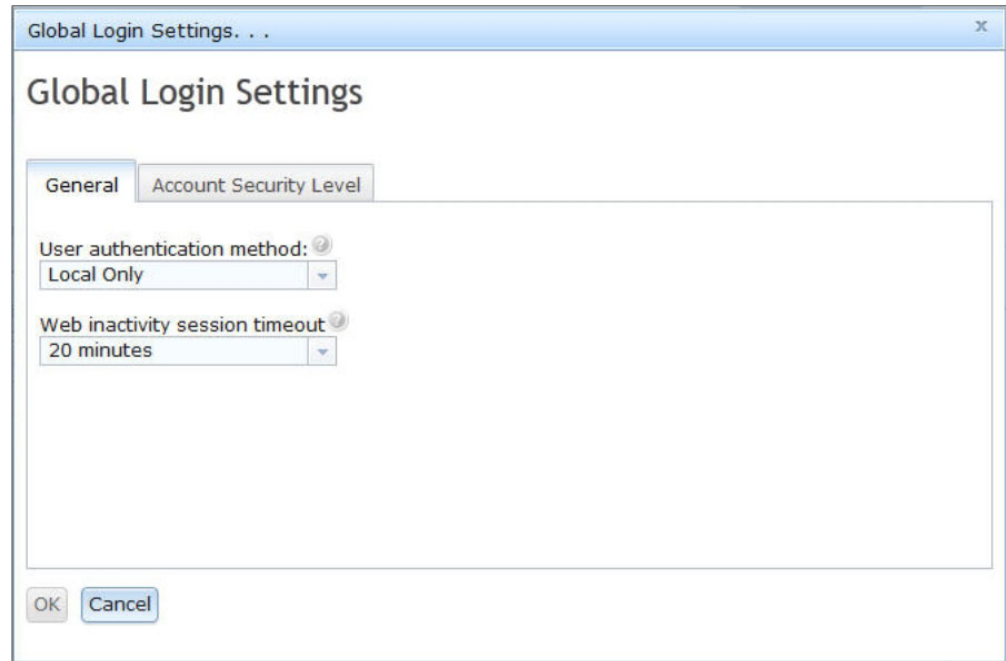 Global Login Settings. . .
x
Global Login Settings
General
Account Security Level
User authentication method: ?
Local Only
Web inactivity session timeout ?
20 minutes
OK
Cancel